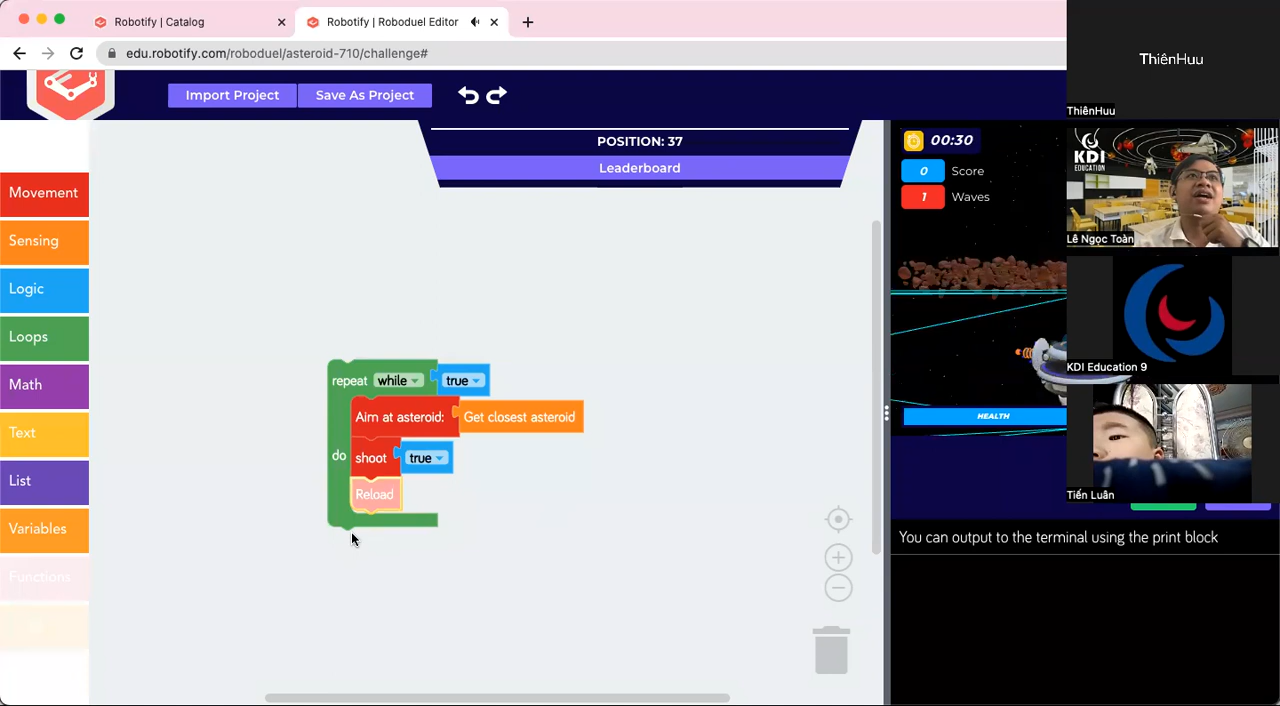 Robotify | Catalog
Robotify | Roboduel Editor
edu.robotify.com/roboduel/asteroid-710/challenge#
Import Project
Save As Project
POSITION: 37
Leaderboard
Movement
Sensing
Logic
Loops
Math
Text
List
Variables
Functions
repeat while true
Aim at asteroid: Get closest asteroid
do
shoot true
Reload
00:30
0 Score
1 Waves
HEALTH
You can output to the terminal using the print block
ThiênHuu
ThiênHuu
KDI
EDUCATION
Lê Ngọc Toàn
KDI Education 9
Tiến Luân